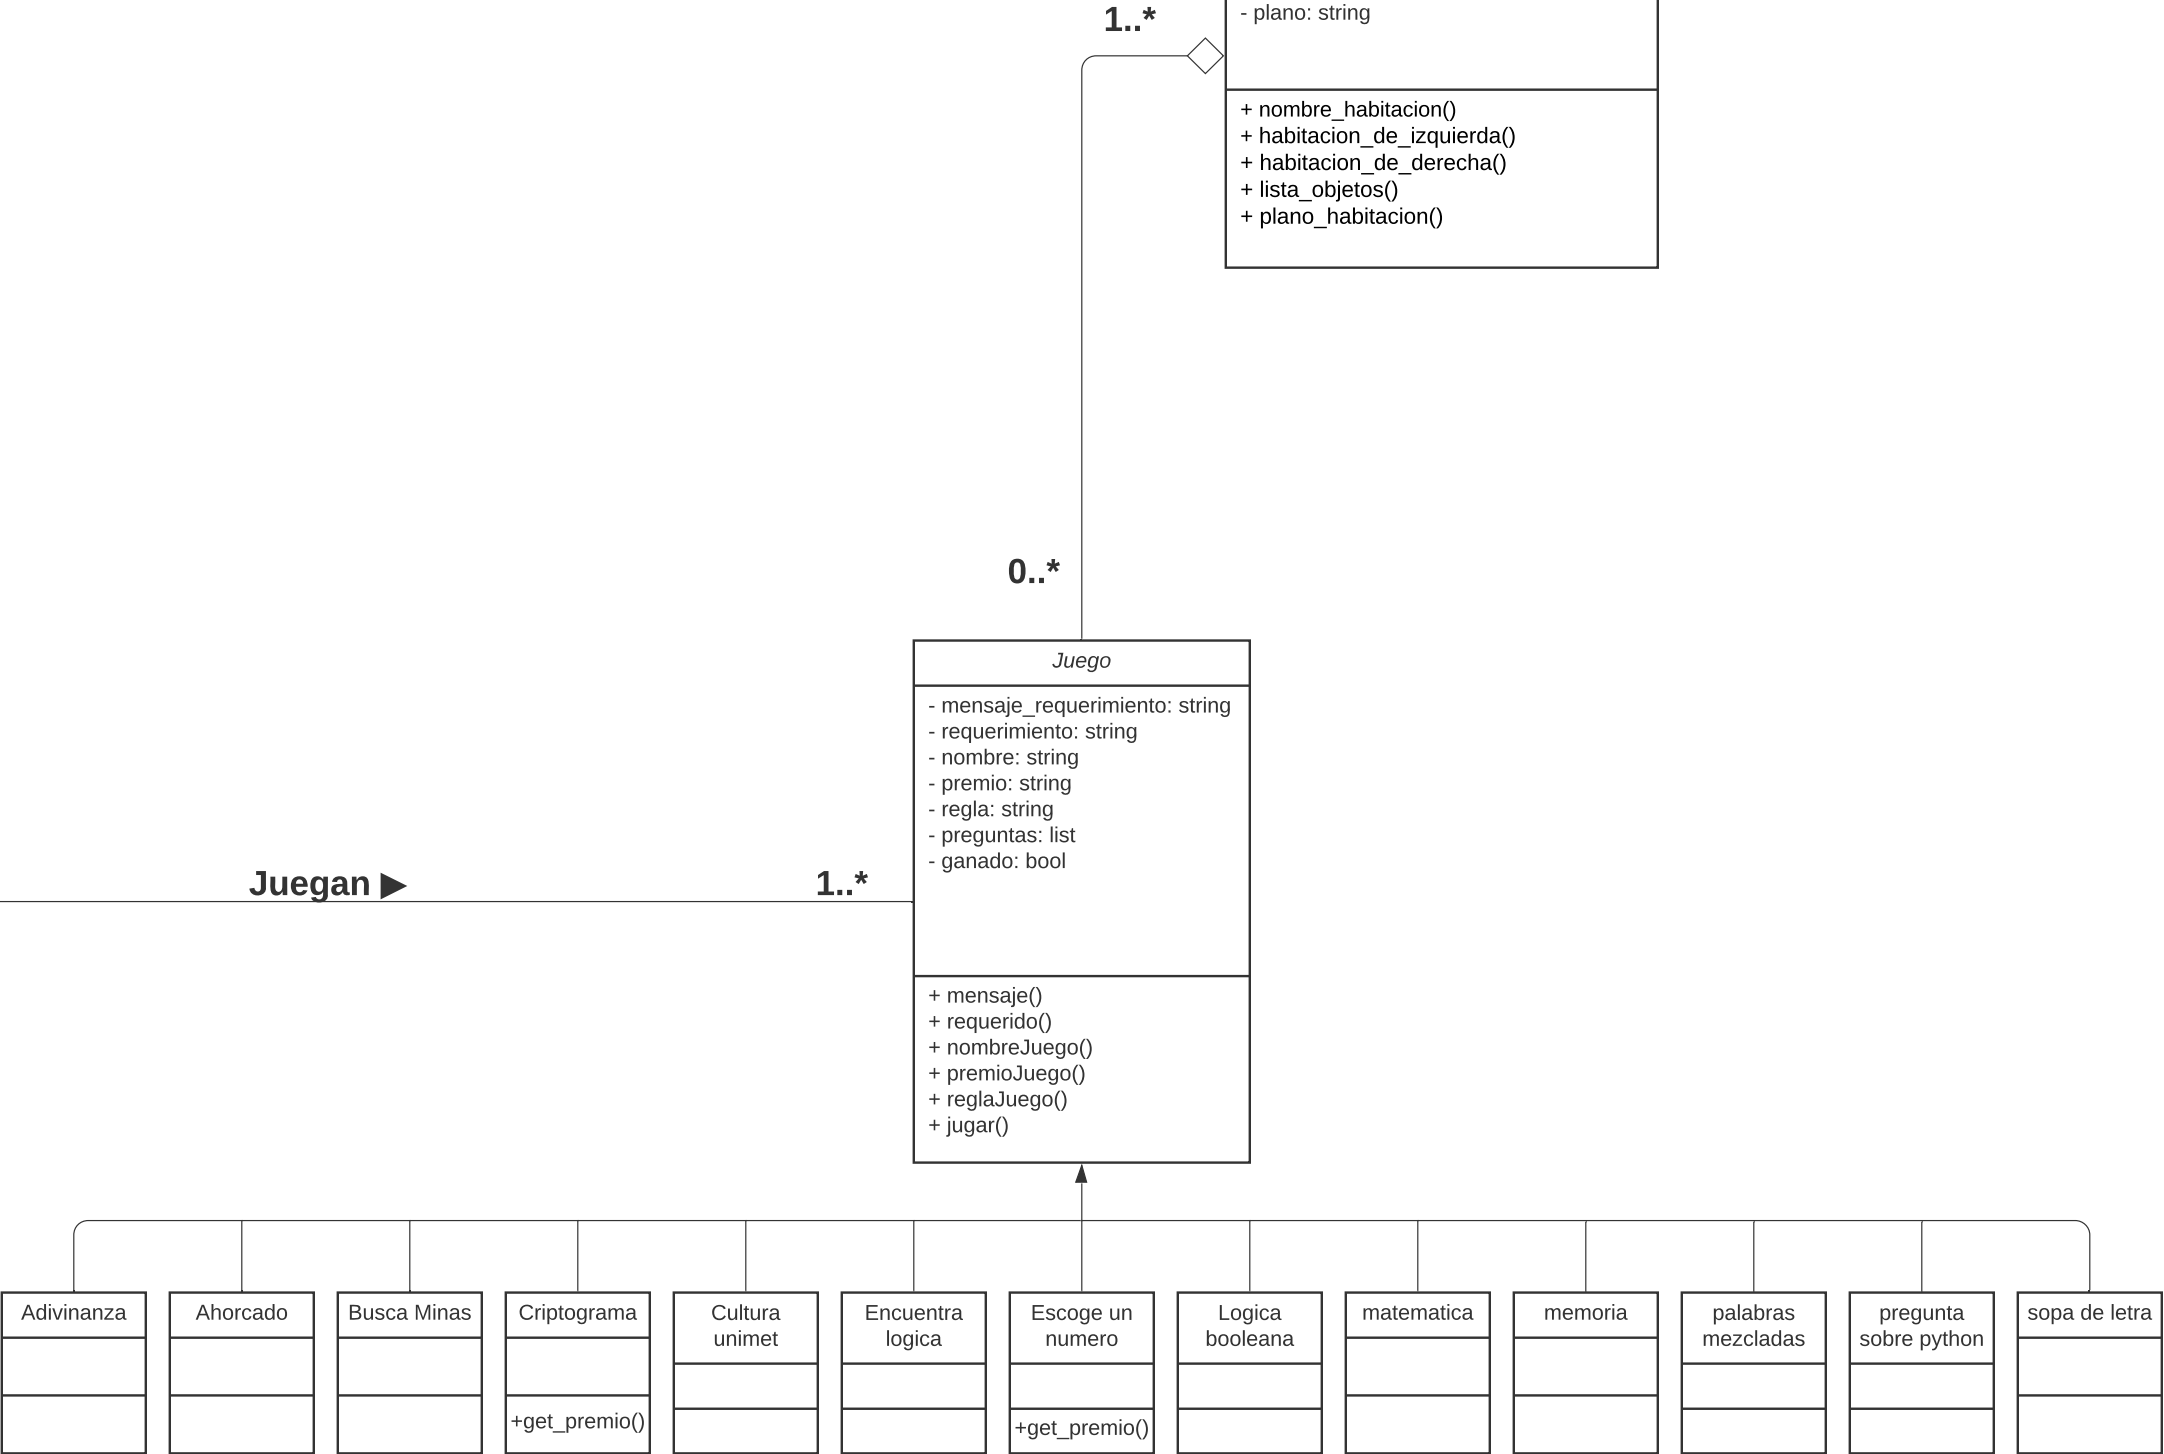 1..*
- plano: string
+ nombre_habitacion()
+ habitacion_de_izquierda()
+ habitacion_de_derecha()
+ lista_objetos()
+ plano_habitacion()
0..*
Juego
- mensaje_requerimiento: string
- requerimiento: string
- nombre: string
- premio: string
- regla: string
- preguntas: list
- ganado: bool
Juegan ▶
1..*
+ mensaje()
+ requerido()
+ nombreJuego()
+ premioJuego()
+ reglaJuego()
+ jugar()
Adivinanza
Ahorcado
Busca Minas
Criptograma
+get_premio()
Cultura
unimet
Encuentra
logica
Escoge un
numero
+get_premio()
Logica
booleana
matematica
memoria
palabras
mezcladas
pregunta
sobre python
sopa de letra